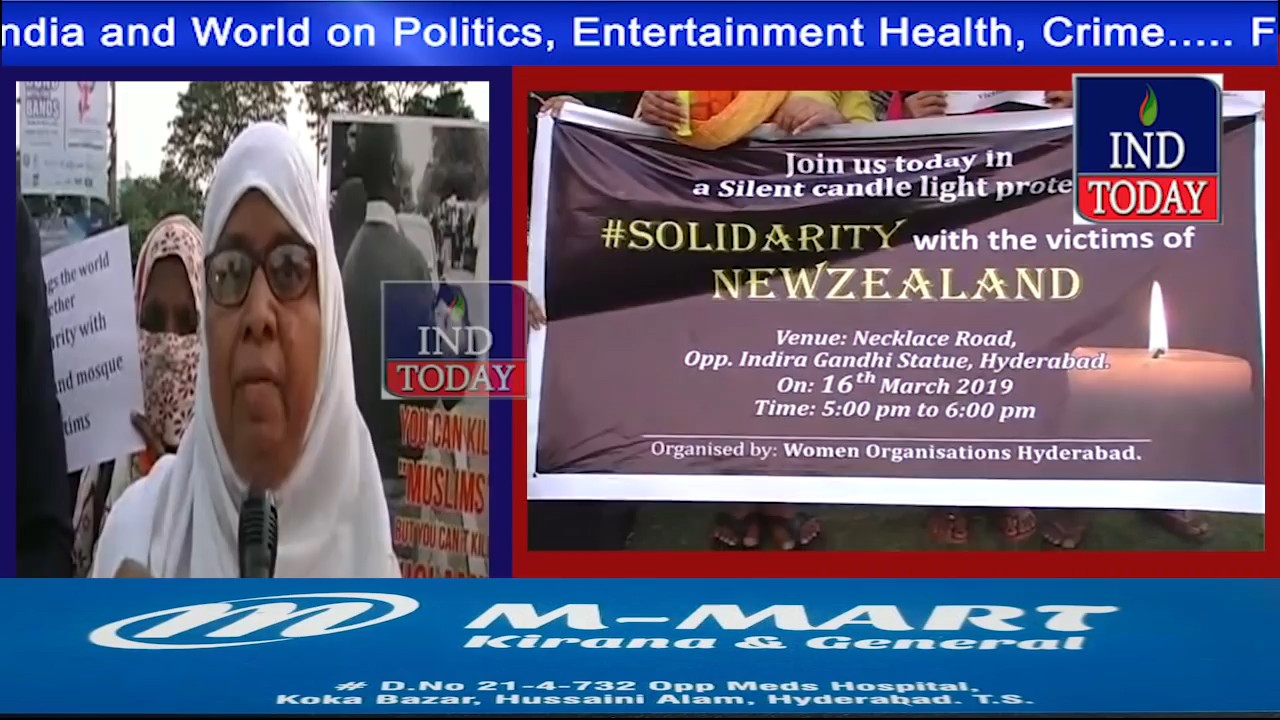 ndia and World on Politics, Entertainment Health, Crime..... F
BANDS
gs the world
ether
rity with
nd mosque
tims
IND
TODAY
YOU CAN KIL
"MUSLIMS
BUT YOU CAN'T KIL
IND
TODAY
Join us today in
a Silent candle light prote
#SOLIDARITY with the victims of
NEWZEALAND
Venue: Necklace Road,
Opp. Indira Gandhi Statue, Hyderabad.
On: 16th March 2019
Time: 5:00 pm to 6:00 pm
Organised by: Women Organisations Hyderabad.
m M-MART
Kirana & General
# D.No 21-4-732 Opp Meds Hospital,
Koka Bazar, Hussaini Alam, Hyderabad. T.S.